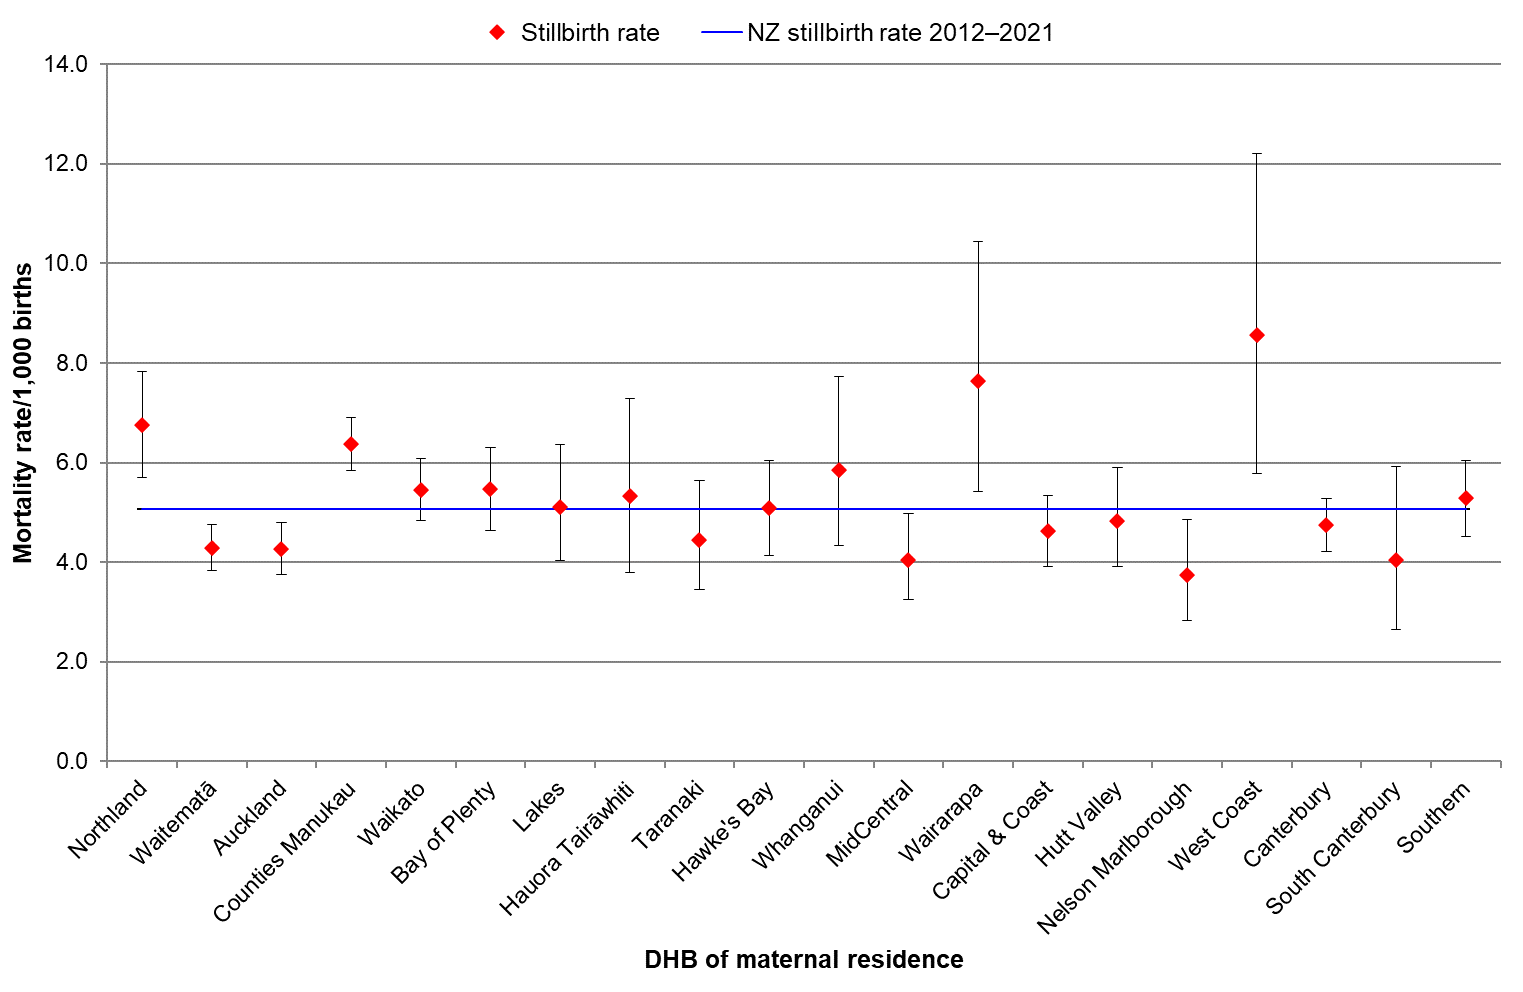 Stillbirth rate
NZ stillbirth rate 2012–2021
14.0
12.0
10.0
8.0
6.0
4.0
2.0
0.0
Mortality rate/1,000 births
Northland
Waitematā
Auckland
Counties Manukau
Waikato
Bay of Plenty
Lakes
Hauora Tairāwhiti
Taranaki
Hawke's Bay
Whanganui
MidCentral
Wairarapa
Capital & Coast
Hutt Valley
Nelson Marlborough
West Coast
Canterbury
South Canterbury
Southern
DHB of maternal residence